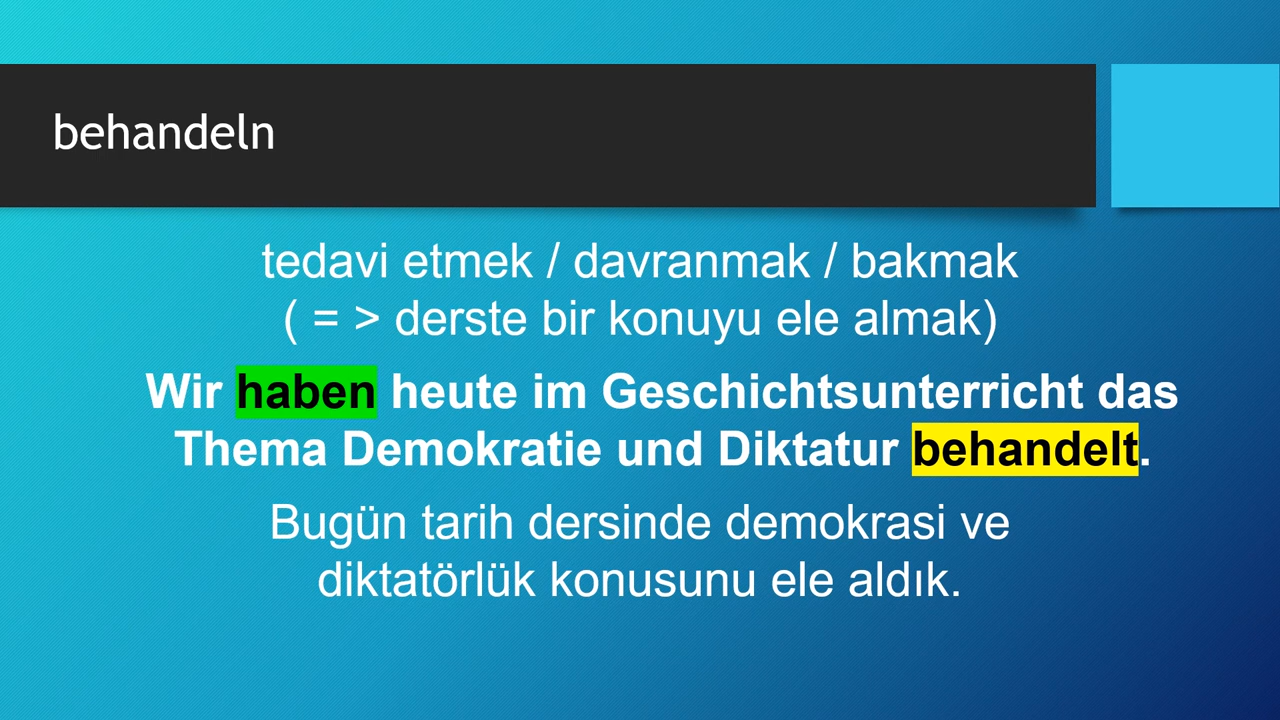 behandeln
tedavi etmek / davranmak / bakmak
( = > derste bir konuyu ele almak)
Wir haben heute im Geschichtsunterricht das
Thema Demokratie und Diktatur behandelt.
Bugün tarih dersinde demokrasi ve
diktatörlük konusunu ele aldık.